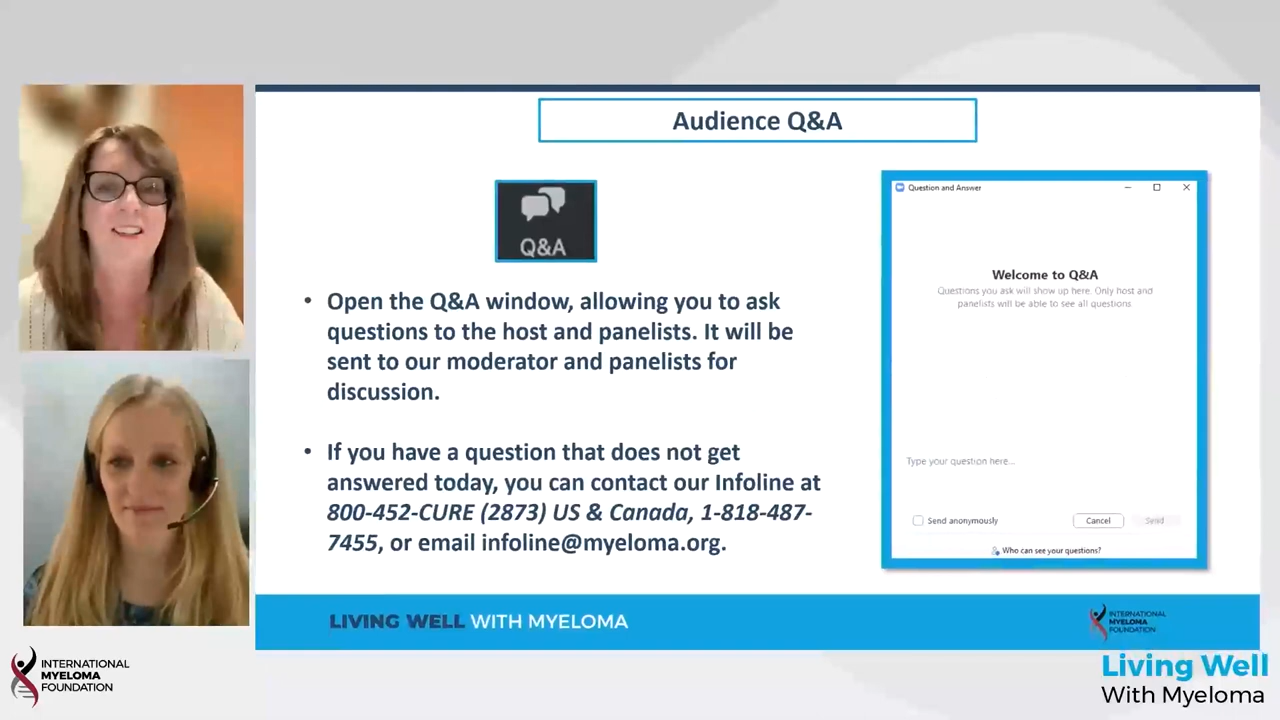 Audience Q&A
Q&A
• Open the Q&A window, allowing you to ask
questions to the host and panelists. It will be
sent to our moderator and panelists for
discussion.
• If you have a question that does not get
answered today, you can contact our Infoline at
800-452-CURE (2873) US & Canada, 1-818-487-
7455, or email infoline@myeloma.org.
Question and Answer
Welcome to Q&A
Questions you ask will show up here. Only host and
panelists will be able to see all questions
Type your question here...
Send anonymously
Cancel
Send
Who can see your questions?
LIVING WELL WITH MYELOMA
INTERNATIONAL
MYELOMA
FOUNDATION
INTERNATIONAL
MYELOMA
FOUNDATION
Living Well
With Myeloma